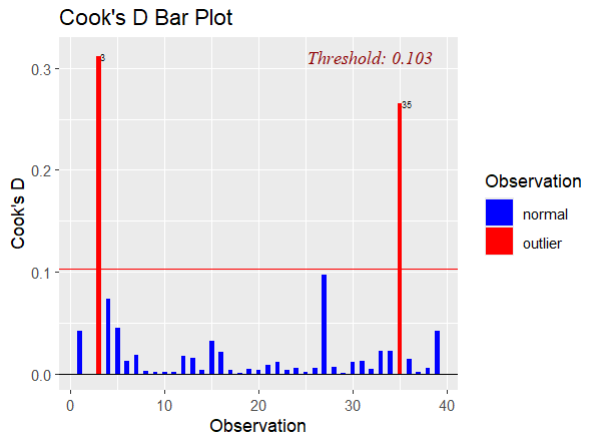 Cook's D Bar Plot
Threshold: 0.103
3
35
0.3
0.2
0.1
0.0
Cook's D
0 10 20 30 40
Observation
Observation
normal
outlier